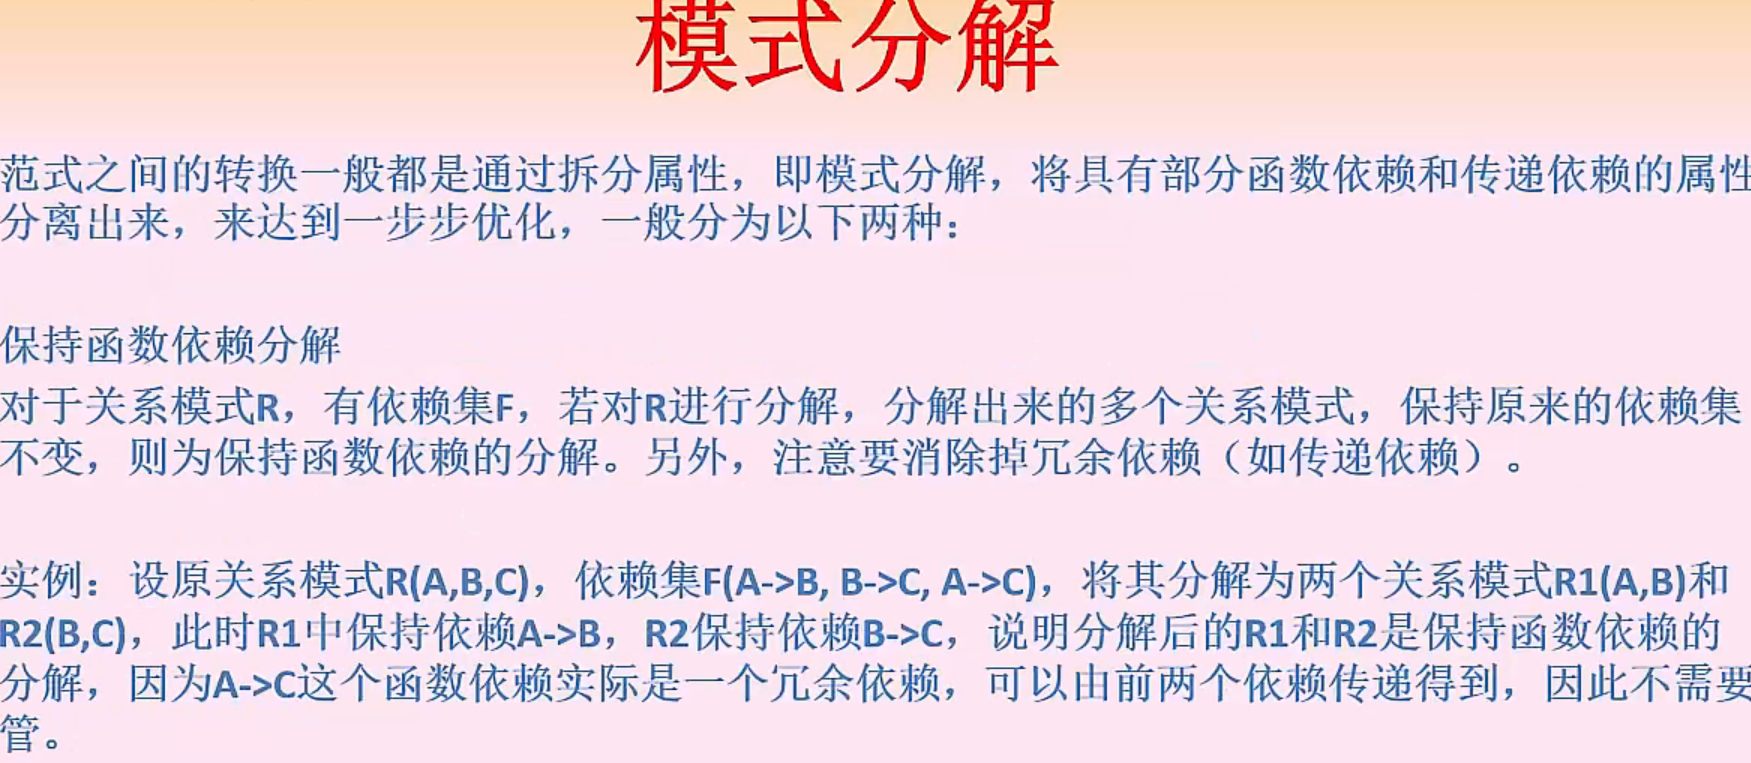 模式分解
范式之间的转换一般都是通过拆分属性，即模式分解，将具有部分函数依赖和传递依赖的属性
分离出来，来达到一步步优化，一般分为以下两种：
保持函数依赖分解
对于关系模式R，有依赖集F，若对R进行分解，分解出来的多个关系模式，保持原来的依赖集
不变，则为保持函数依赖的分解。另外，注意要消除掉冗余依赖（如传递依赖）。
实例：设原关系模式R(A,B,C)，依赖集F(A->B, B->C, A->C)，将其分解为两个关系模式R1(A,B)和
R2(B,C)，此时R1中保持依赖A->B，R2保持依赖B->C，说明分解后的R1和R2是保持函数依赖的
分解，因为A->C这个函数依赖实际是一个冗余依赖，可以由前两个依赖传递得到，因此不需要
管。